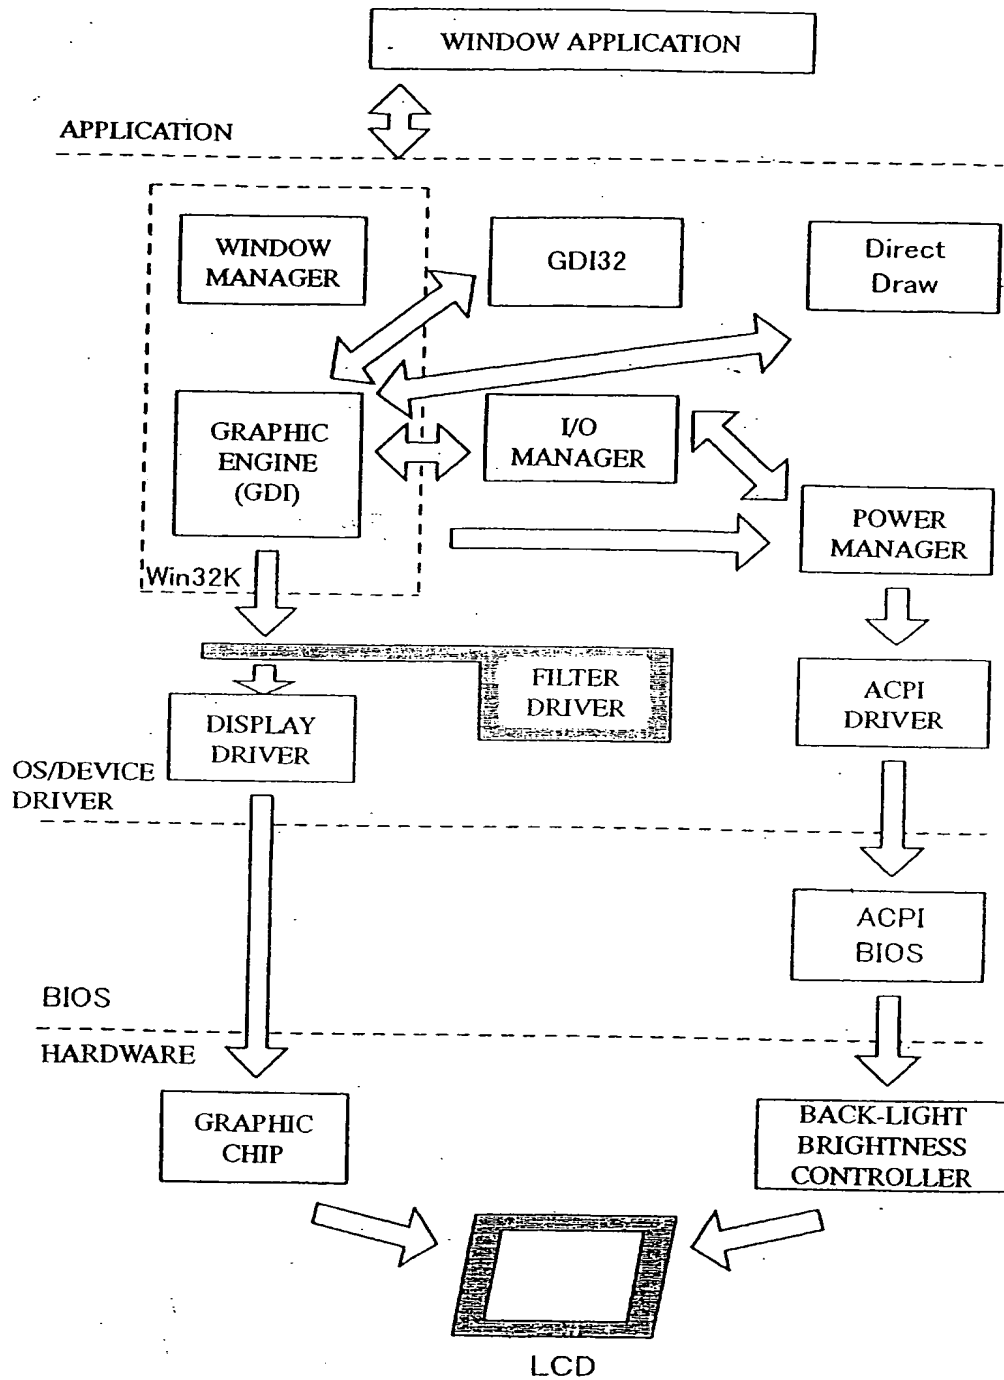 WINDOW APPLICATION
APPLICATION
WINDOW
MANAGER
GDI32
Direct
Draw
GRAPHIC
ENGINE
(GDI)
I/O
MANAGER
POWER
MANAGER
Win32K
FILTER
DRIVER
DISPLAY
DRIVER
ACPI
DRIVER
OS/DEVICE
DRIVER
ACPI
BIOS
BIOS
HARDWARE
GRAPHIC
CHIP
BACK-LIGHT
BRIGHTNESS
CONTROLLER
LCD